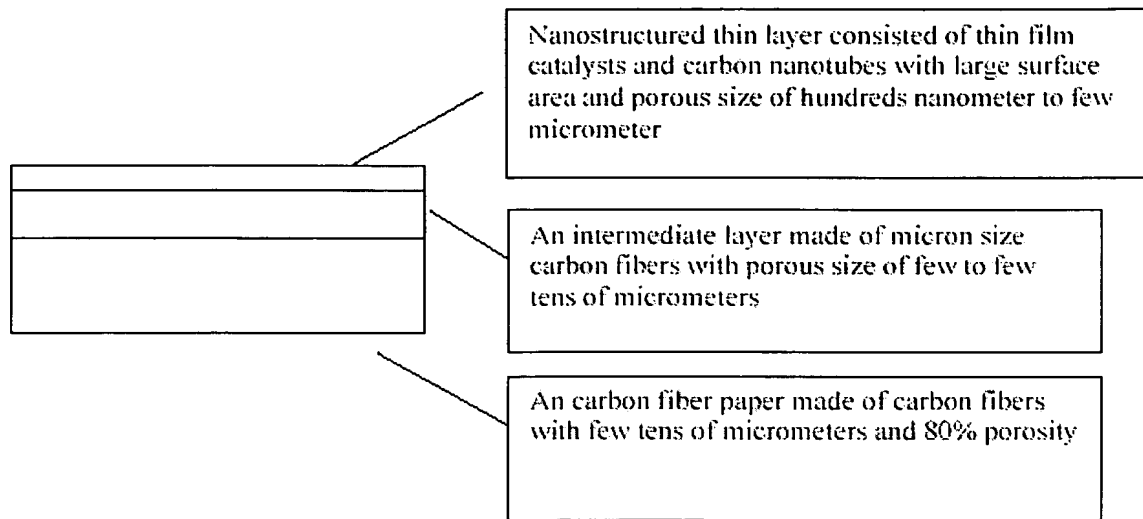 Nanostructured thin layer consisted of thin film
catalysts and carbon nanotubes with large surface
area and porous size of hundreds nanometer to few
micrometer
An intermediate layer made of micron size
carbon fibers with porous size of few to few
tens of micrometers
An carbon fiber paper made of carbon fibers
with few tens of micrometers and 80% porosity